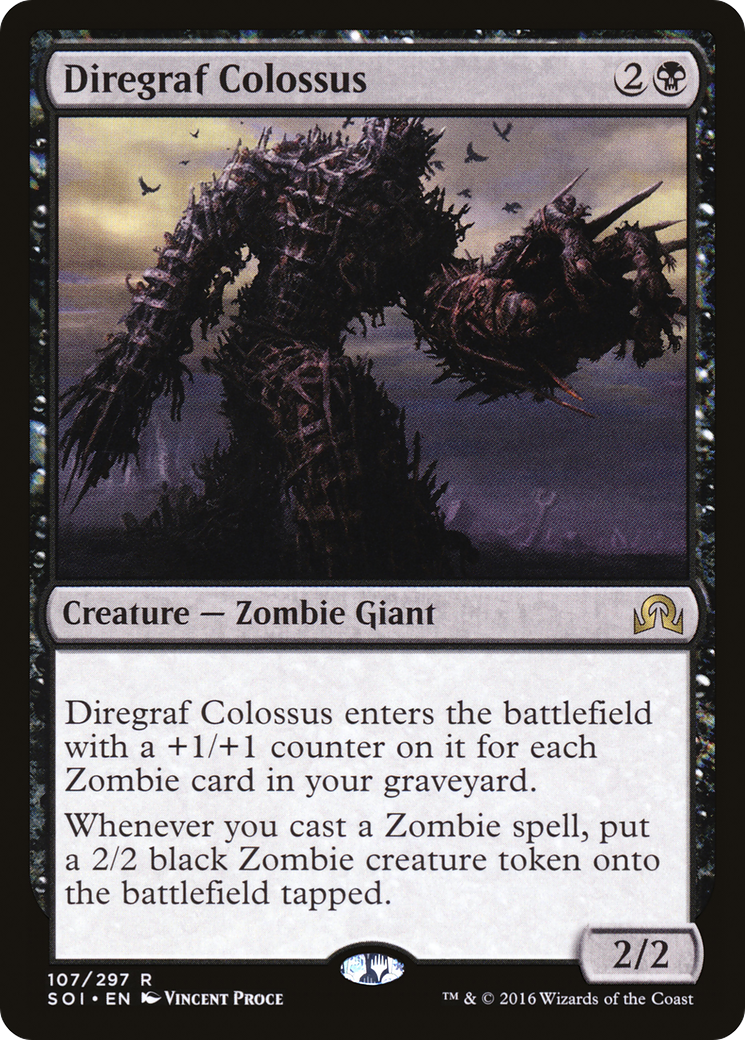 Diregraf Colossus 2
Creature — Zombie Giant
Diregraf Colossus enters the battlefield
with a +1/+1 counter on it for each
Zombie card in your graveyard.
Whenever you cast a Zombie spell, put
a 2/2 black Zombie creature token onto
the battlefield tapped.
2/2
107/297 R
SOI • EN Vincent Proce
™ & © 2016 Wizards of the Coast